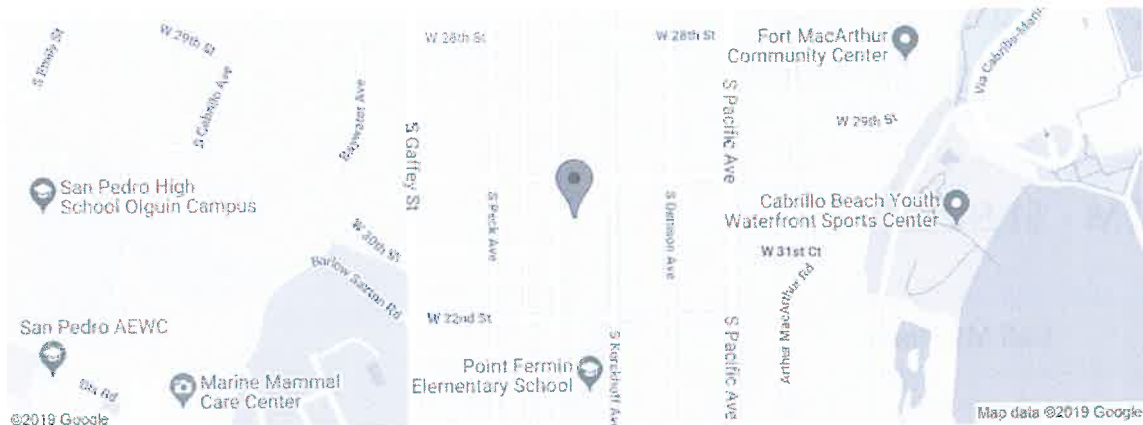 S Emily St
W 29th St
S Cabrillo Ave
Baywater Ave
W 28th St
W 28th St
Fort MacArthur
Community Center
Via Cabrillo-Marina
S Gaffey St
S Pacific Ave
W 29th St
San Pedro High
School Olguin Campus
S Peck Ave
S Denison Ave
Cabrillo Beach Youth
Waterfront Sports Center
W 30th St
Barlow Saxton Rd
W 31st Ct
Arthur MacArthur Rd
San Pedro AEWC
W 32nd St
S Kerckhoff Ave
S Pacific Ave
Point Fermin
Elementary School
Rd
Marine Mammal
Care Center
©2019 Google
Map data ©2019 Google